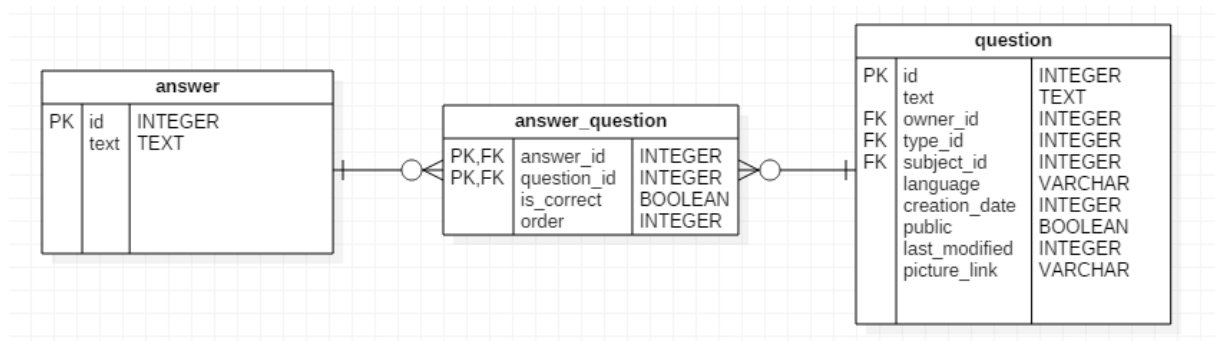 answer
PK id INTEGER
text TEXT
answer_question
PK,FK answer_id INTEGER
PK,FK question_id INTEGER
is_correct BOOLEAN
order INTEGER
question
PK id INTEGER
text TEXT
FK owner_id INTEGER
FK type_id INTEGER
FK subject_id INTEGER
language VARCHAR
creation_date INTEGER
public BOOLEAN
last_modified INTEGER
picture_link VARCHAR